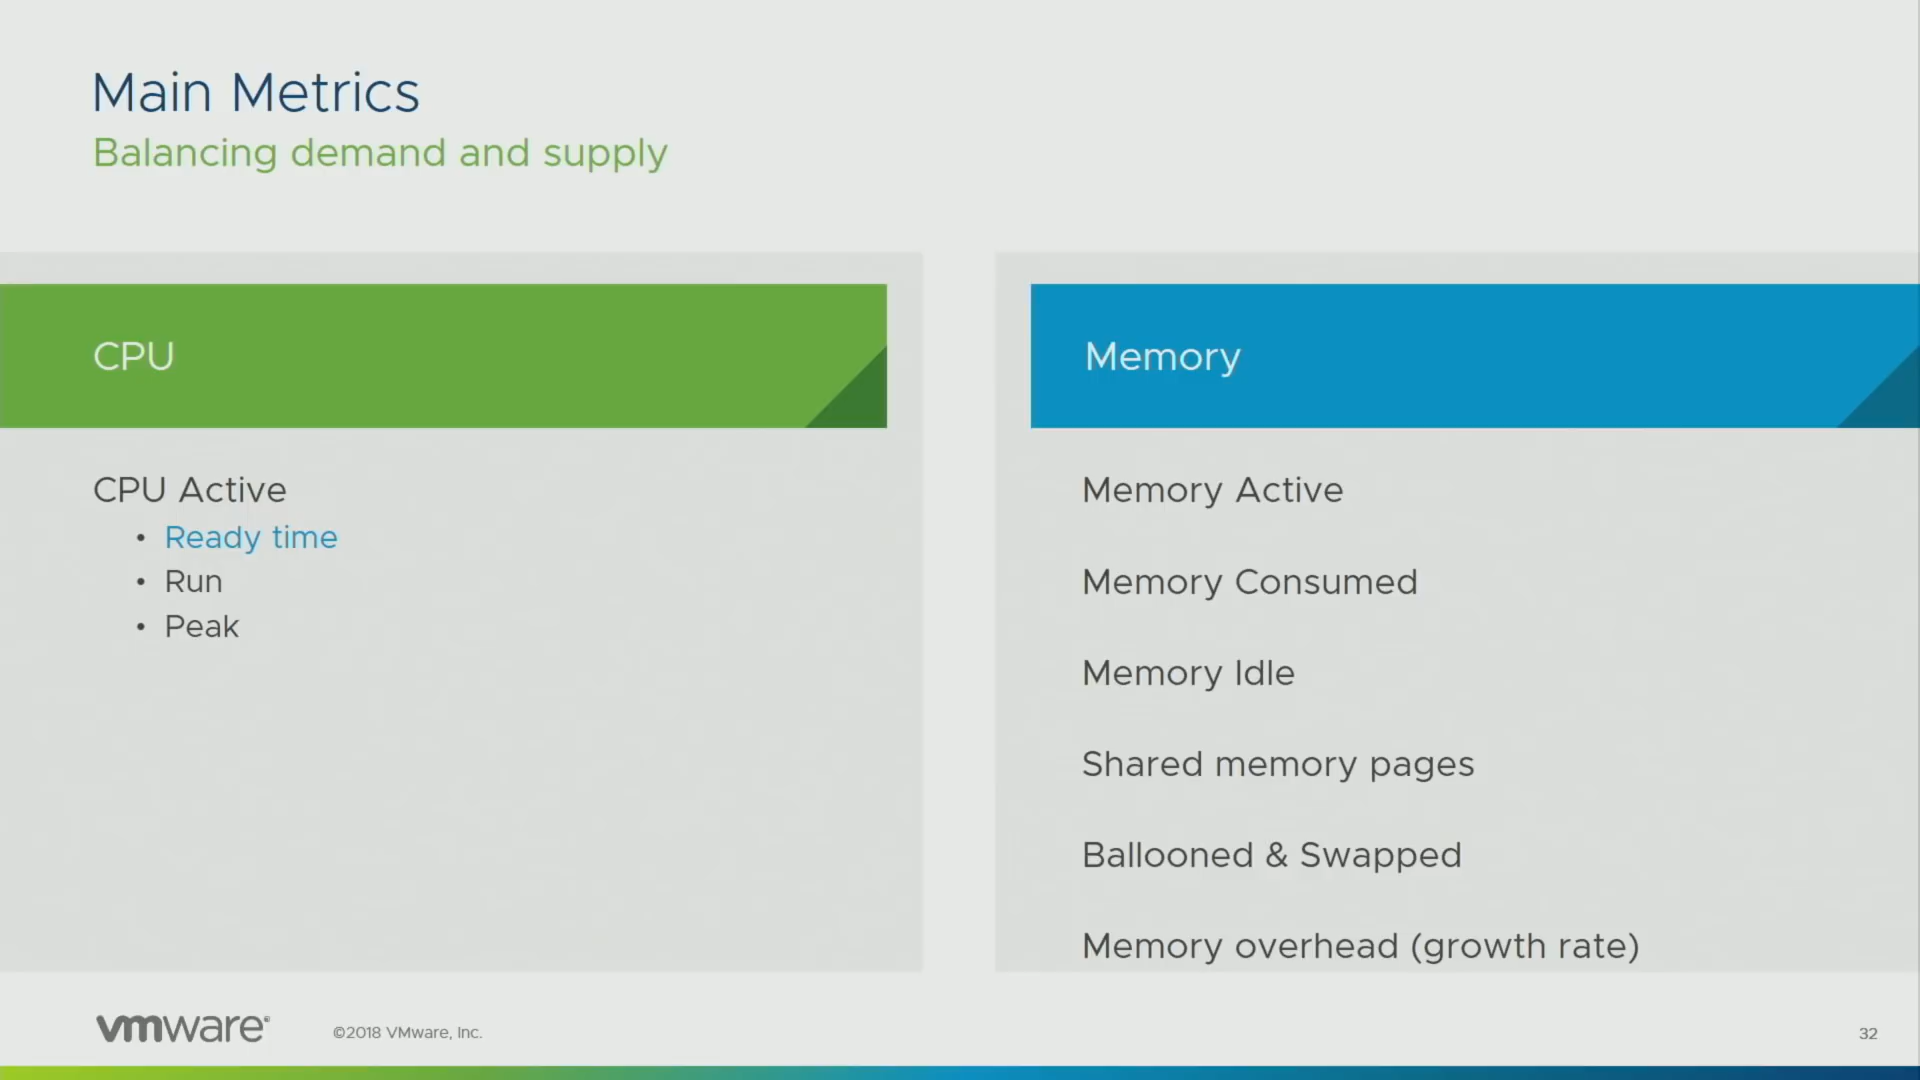 Main Metrics
Balancing demand and supply
CPU
CPU Active
• Ready time
• Run
• Peak
Memory
Memory Active
Memory Consumed
Memory Idle
Shared memory pages
Ballooned & Swapped
Memory overhead (growth rate)
vmware®
©2018 VMware, Inc.
32